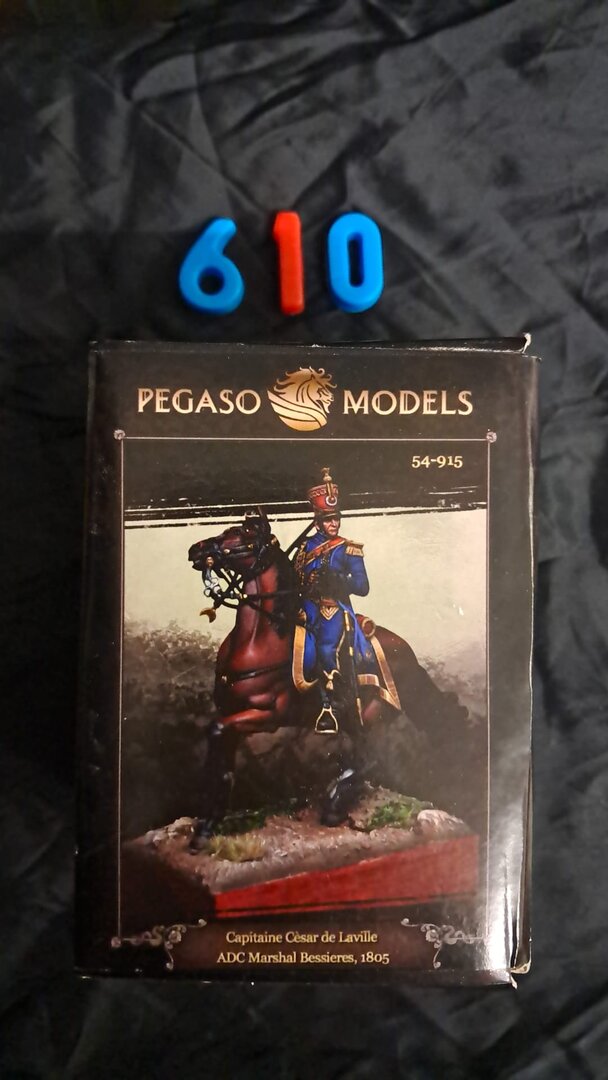 610
PEGASO MODELS
54-915
Capitaine Cèsar de Laville
ADC Marshal Bessieres, 1805